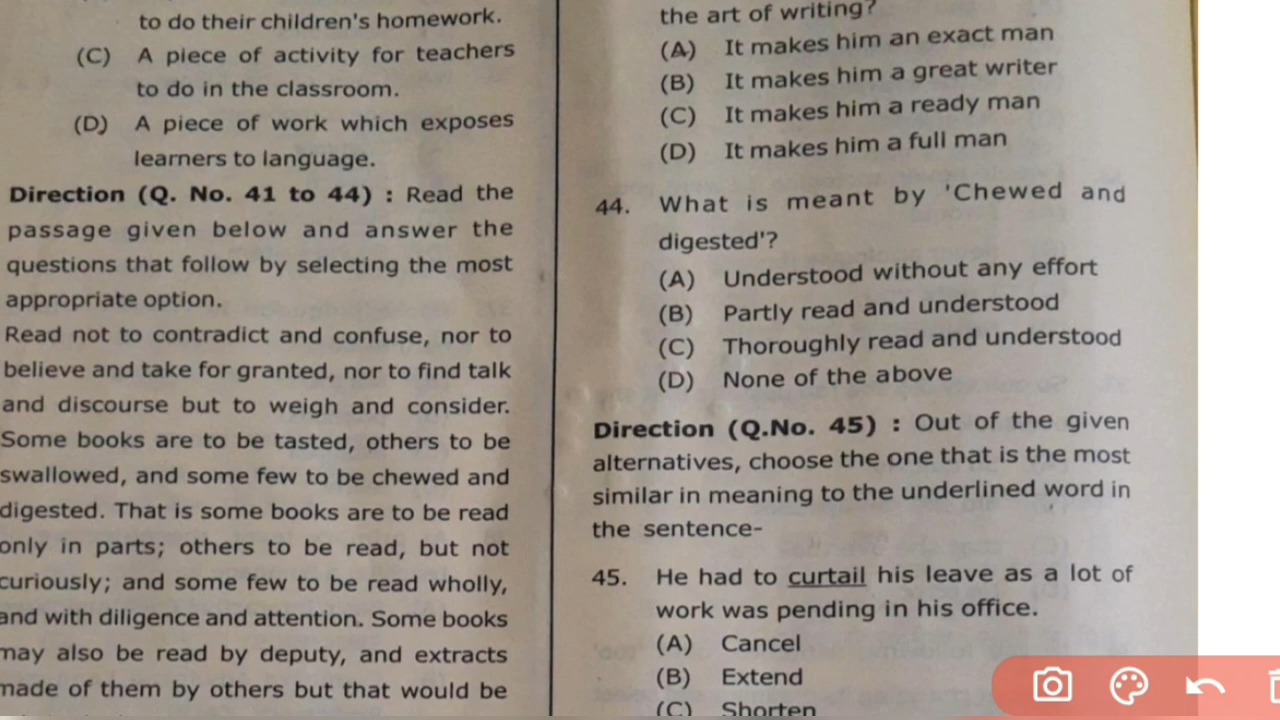 to do their children's homework.
(C) A piece of activity for teachers
to do in the classroom.
(D) A piece of work which exposes
learners to language.
Direction (Q. No. 41 to 44) : Read the
passage given below and answer the
questions that follow by selecting the most
appropriate option.
Read not to contradict and confuse, nor to
believe and take for granted, nor to find talk
and discourse but to weigh and consider.
Some books are to be tasted, others to be
swallowed, and some few to be chewed and
digested. That is some books are to be read
only in parts; others to be read, but not
curiously; and some few to be read wholly,
and with diligence and attention. Some books
may also be read by deputy, and extracts
made of them by others but that would be
the art of writing?
(A) It makes him an exact man
(B) It makes him a great writer
(C) It makes him a ready man
(D) It makes him a full man
44. What is meant by 'Chewed and
digested'?
(A) Understood without any effort
(B) Partly read and understood
(C) Thoroughly read and understood
(D) None of the above
Direction (Q.No. 45) : Out of the given
alternatives, choose the one that is the most
similar in meaning to the underlined word in
the sentence-
45. He had to curtail his leave as a lot of
work was pending in his office.
(A) Cancel
(B) Extend
(C) Shorten